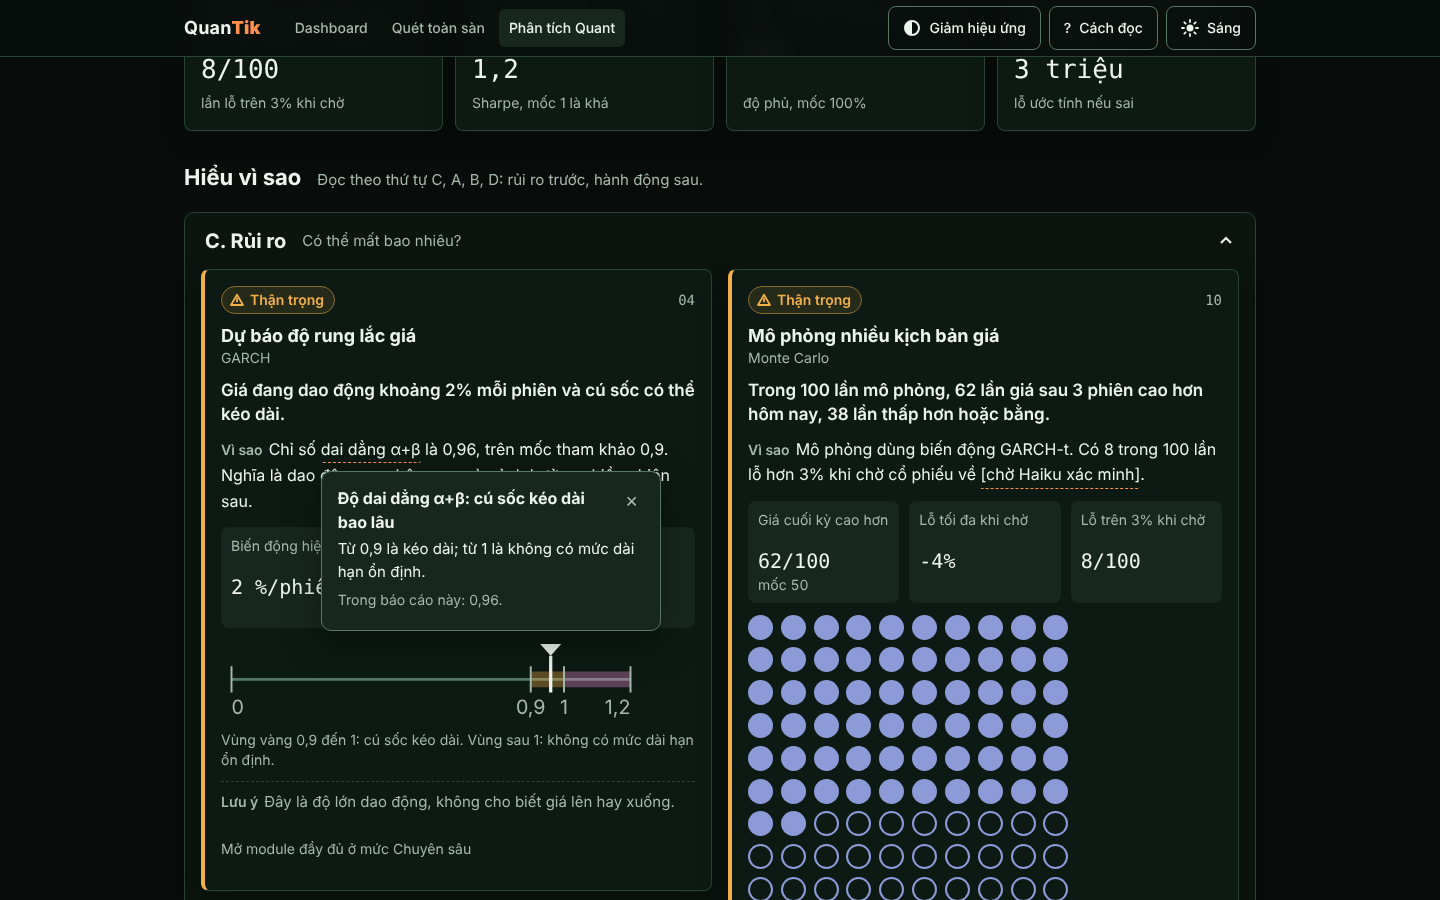 QuanTik
Dashboard
Quét toàn sàn
Phân tích Quant
Giảm hiệu ứng
? Cách đọc
Sáng
8/100
lần lỗ trên 3% khi chờ
1,2
Sharpe, mốc 1 là khá
độ phủ, mốc 100%
3 triệu
lỗ ước tính nếu sai
Hiểu vì sao
Đọc theo thứ tự C, A, B, D: rủi ro trước, hành động sau.
C. Rủi ro
Có thể mất bao nhiêu?
Thận trọng
04
Dự báo độ rung lắc giá
GARCH
Giá đang dao động khoảng 2% mỗi phiên và cú sốc có thể
kéo dài.
Vì sao Chỉ số dai dẳng α+β là 0,96, trên mốc tham khảo 0,9.
Nghĩa là dao
sau.
Độ dai dẳng α+β: cú sốc kéo dài
bao lâu
×
Từ 0,9 là kéo dài; từ 1 là không có mức dài
hạn ổn định.
Trong báo cáo này: 0,96.
Biến động
2 %/phiê
0
0,9
1
1,2
Vùng vàng 0,9 đến 1: cú sốc kéo dài. Vùng sau 1: không có mức dài hạn
ổn định.
Lưu ý Đây là độ lớn dao động, không cho biết giá lên hay xuống.
Mở module đầy đủ ở mức Chuyên sâu
Thận trọng
10
Mô phỏng nhiều kịch bản giá
Monte Carlo
Trong 100 lần mô phỏng, 62 lần giá sau 3 phiên cao hơn
hôm nay, 38 lần thấp hơn hoặc bằng.
Vì sao Mô phỏng dùng biến động GARCH-t. Có 8 trong 100 lần
lỗ hơn 3% khi chờ cổ phiếu về [chờ Haiku xác minh].
Giá cuối kỳ cao hơn
62/100
mốc 50
Lỗ tối đa khi chờ
-4%
Lỗ trên 3% khi chờ
8/100